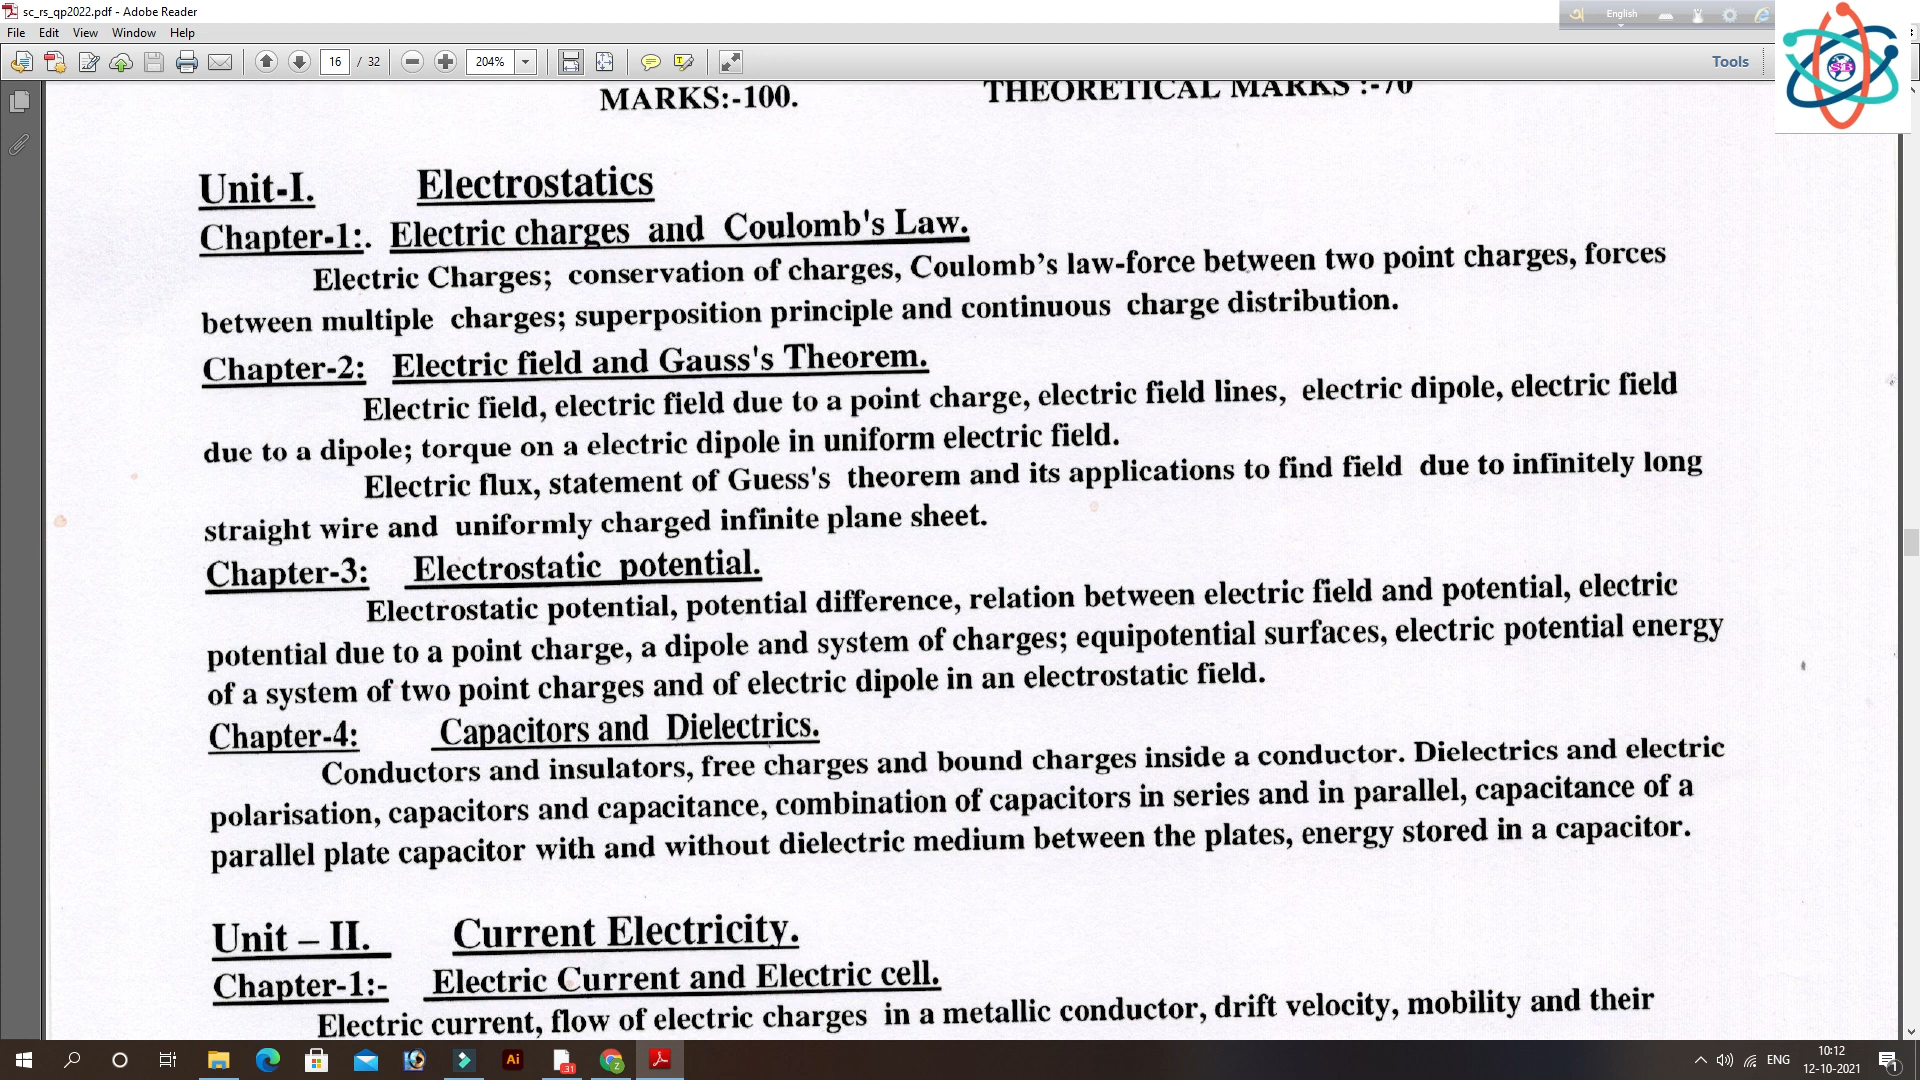 sc_rs_qp2022.pdf - Adobe Reader
English
File Edit View Window Help
16 / 32 204% Tools
SB
MARKS:-100. THEORETICAL MARKS :-70
Unit-I. Electrostatics
Chapter-1:. Electric charges and Coulomb's Law.
Electric Charges; conservation of charges, Coulomb’s law-force between two point charges, forces
between multiple charges; superposition principle and continuous charge distribution.
Chapter-2: Electric field and Gauss's Theorem.
Electric field, electric field due to a point charge, electric field lines, electric dipole, electric field
due to a dipole; torque on a electric dipole in uniform electric field.
Electric flux, statement of Guess's theorem and its applications to find field due to infinitely long
straight wire and uniformly charged infinite plane sheet.
Chapter-3: Electrostatic potential.
Electrostatic potential, potential difference, relation between electric field and potential, electric
potential due to a point charge, a dipole and system of charges; equipotential surfaces, electric potential energy
of a system of two point charges and of electric dipole in an electrostatic field.
Chapter-4: Capacitors and Dielectrics.
Conductors and insulators, free charges and bound charges inside a conductor. Dielectrics and electric
polarisation, capacitors and capacitance, combination of capacitors in series and in parallel, capacitance of a
parallel plate capacitor with and without dielectric medium between the plates, energy stored in a capacitor.
Unit – II. Current Electricity.
Chapter-1:- Electric Current and Electric cell.
Electric current, flow of electric charges in a metallic conductor, drift velocity, mobility and their
Ai 31 ENG 10:12
12-10-2021 1